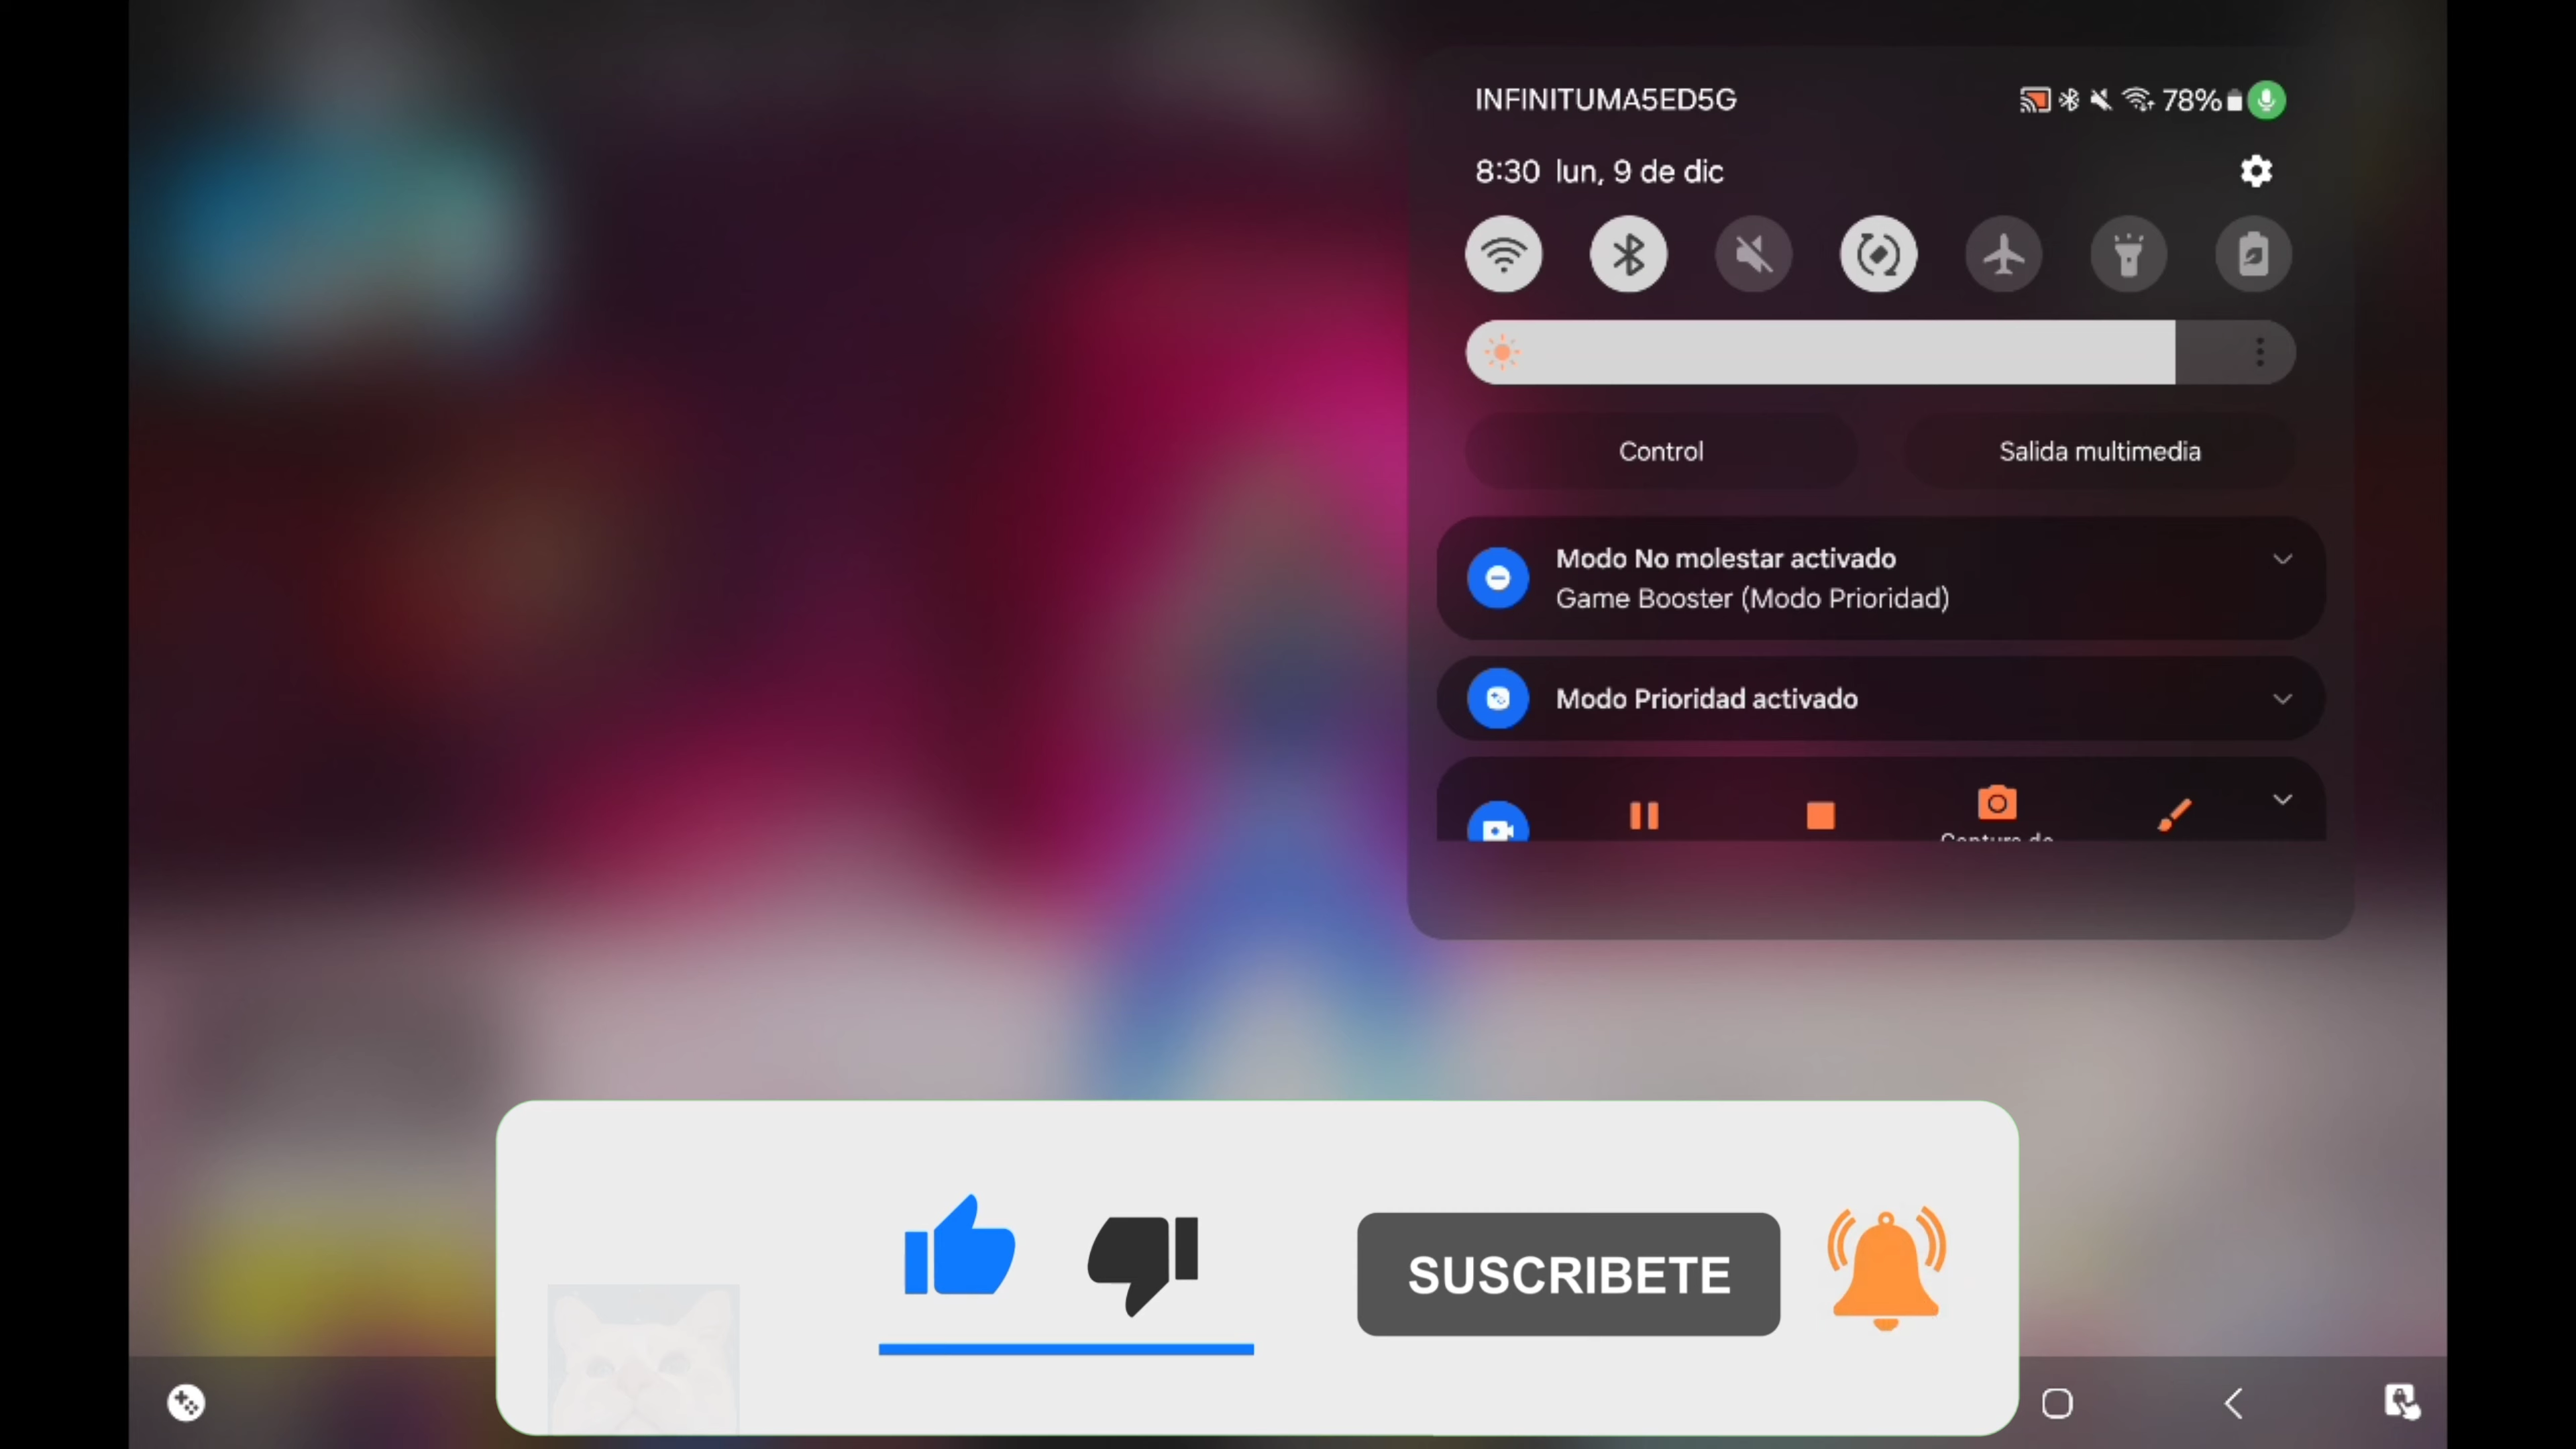 INFINITUMA5ED5G
78%
8:30 lun, 9 de dic
Control
Salida multimedia
Modo No molestar activado
Game Booster (Modo Prioridad)
Modo Prioridad activado
SUSCRIBETE